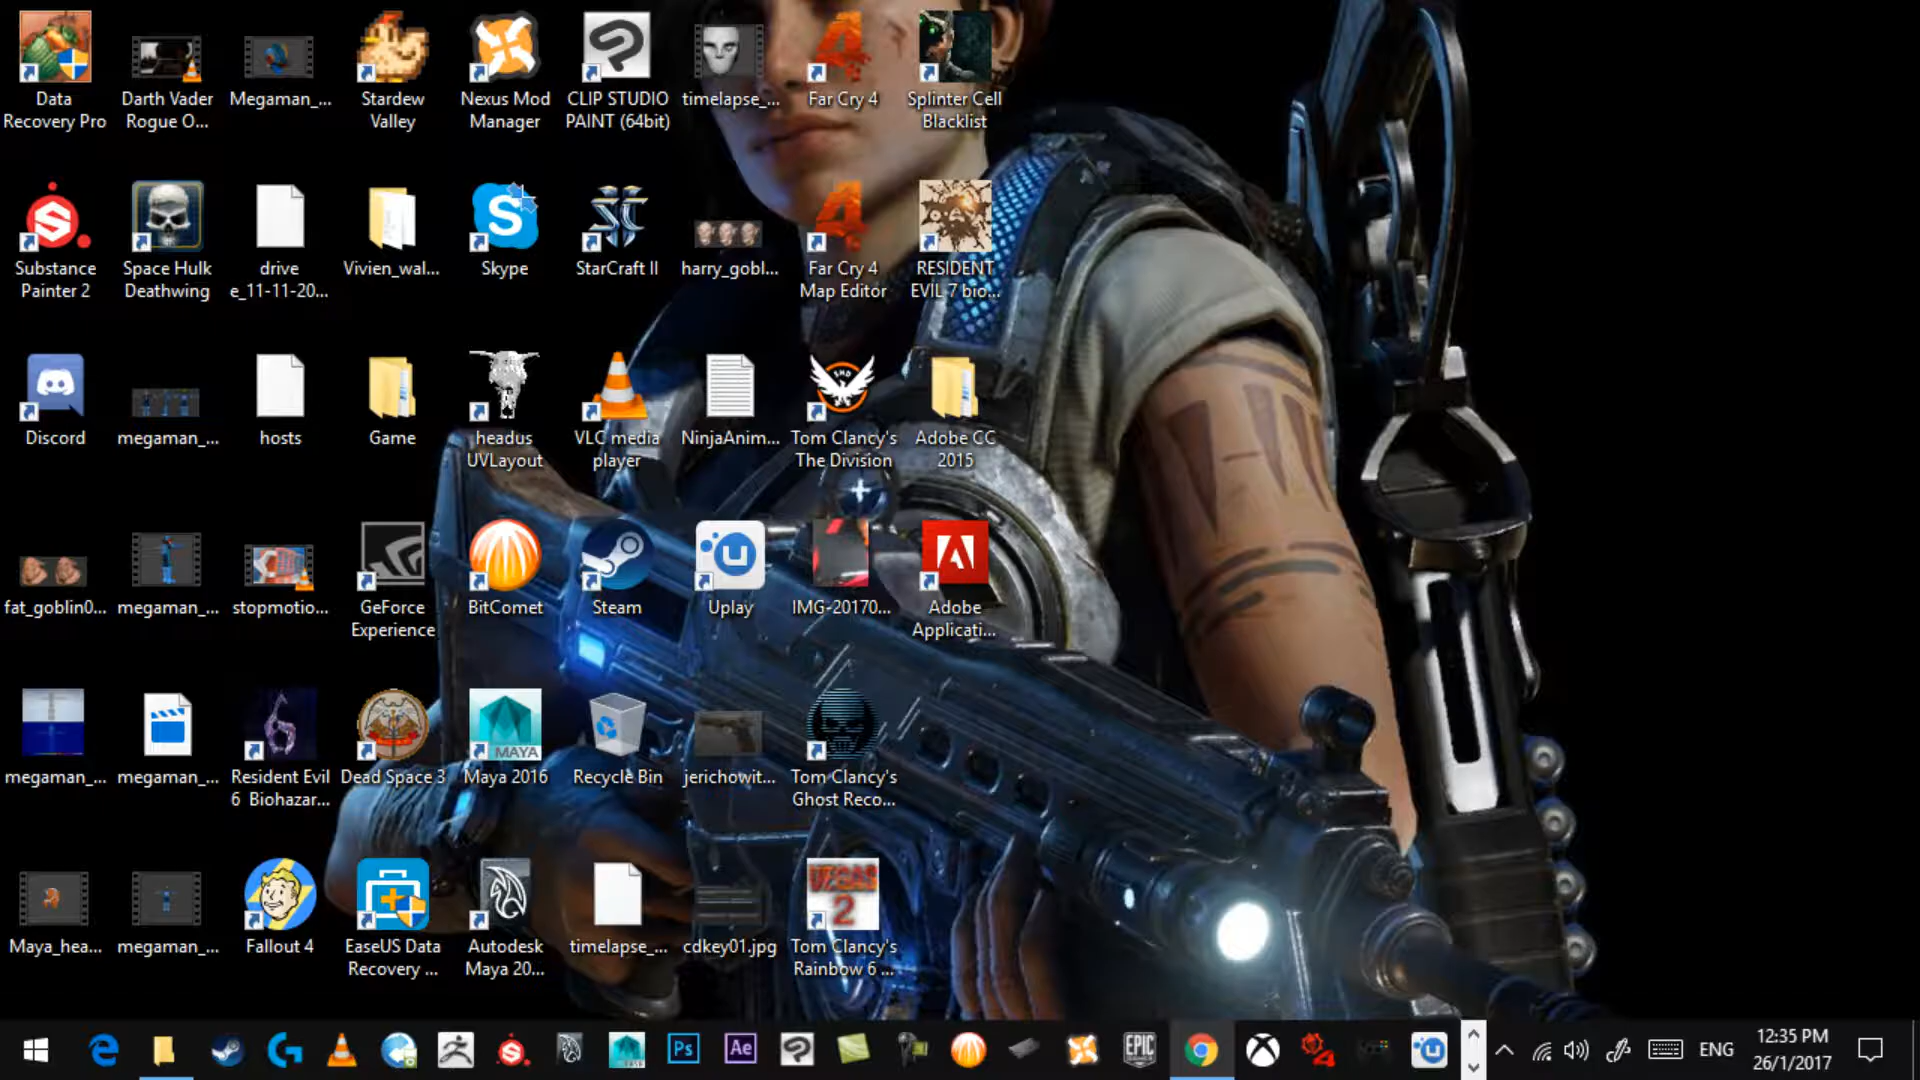 Data
Recovery Pro
Darth Vader
Rogue O...
Megaman_...
Stardew
Valley
Nexus Mod
Manager
CLIP STUDIO
PAINT (64bit)
timelapse_...
Far Cry 4
Splinter Cell
Blacklist
Substance
Painter 2
Space Hulk
Deathwing
drive
e_11-11-20...
Vivien_wal...
Skype
StarCraft II
harry_gobl...
Far Cry 4
Map Editor
RESIDENT
EVIL 7 bio...
Discord
megaman_...
hosts
Game
headus
UVLayout
VLC media
player
NinjaAnim...
Tom Clancy's
The Division
Adobe CC
2015
fat_goblin0...
megaman_...
stopmotio...
GeForce
Experience
BitComet
Steam
Uplay
IMG-20170...
Adobe
Applicati...
megaman_...
megaman_...
Resident Evil
6 Biohazar...
Dead Space 3
MAYA
Maya 2016
Recycle Bin
jerichowit...
Tom Clancy's
Ghost Reco...
Maya_hea...
megaman_...
Fallout 4
EaseUS Data
Recovery ...
Autodesk
Maya 20...
timelapse_...
cdkey01.jpg
VEGAS
2
Tom Clancy's
Rainbow 6 ...
Ps
Ae
EPIC
ENG
12:35 PM
26/1/2017